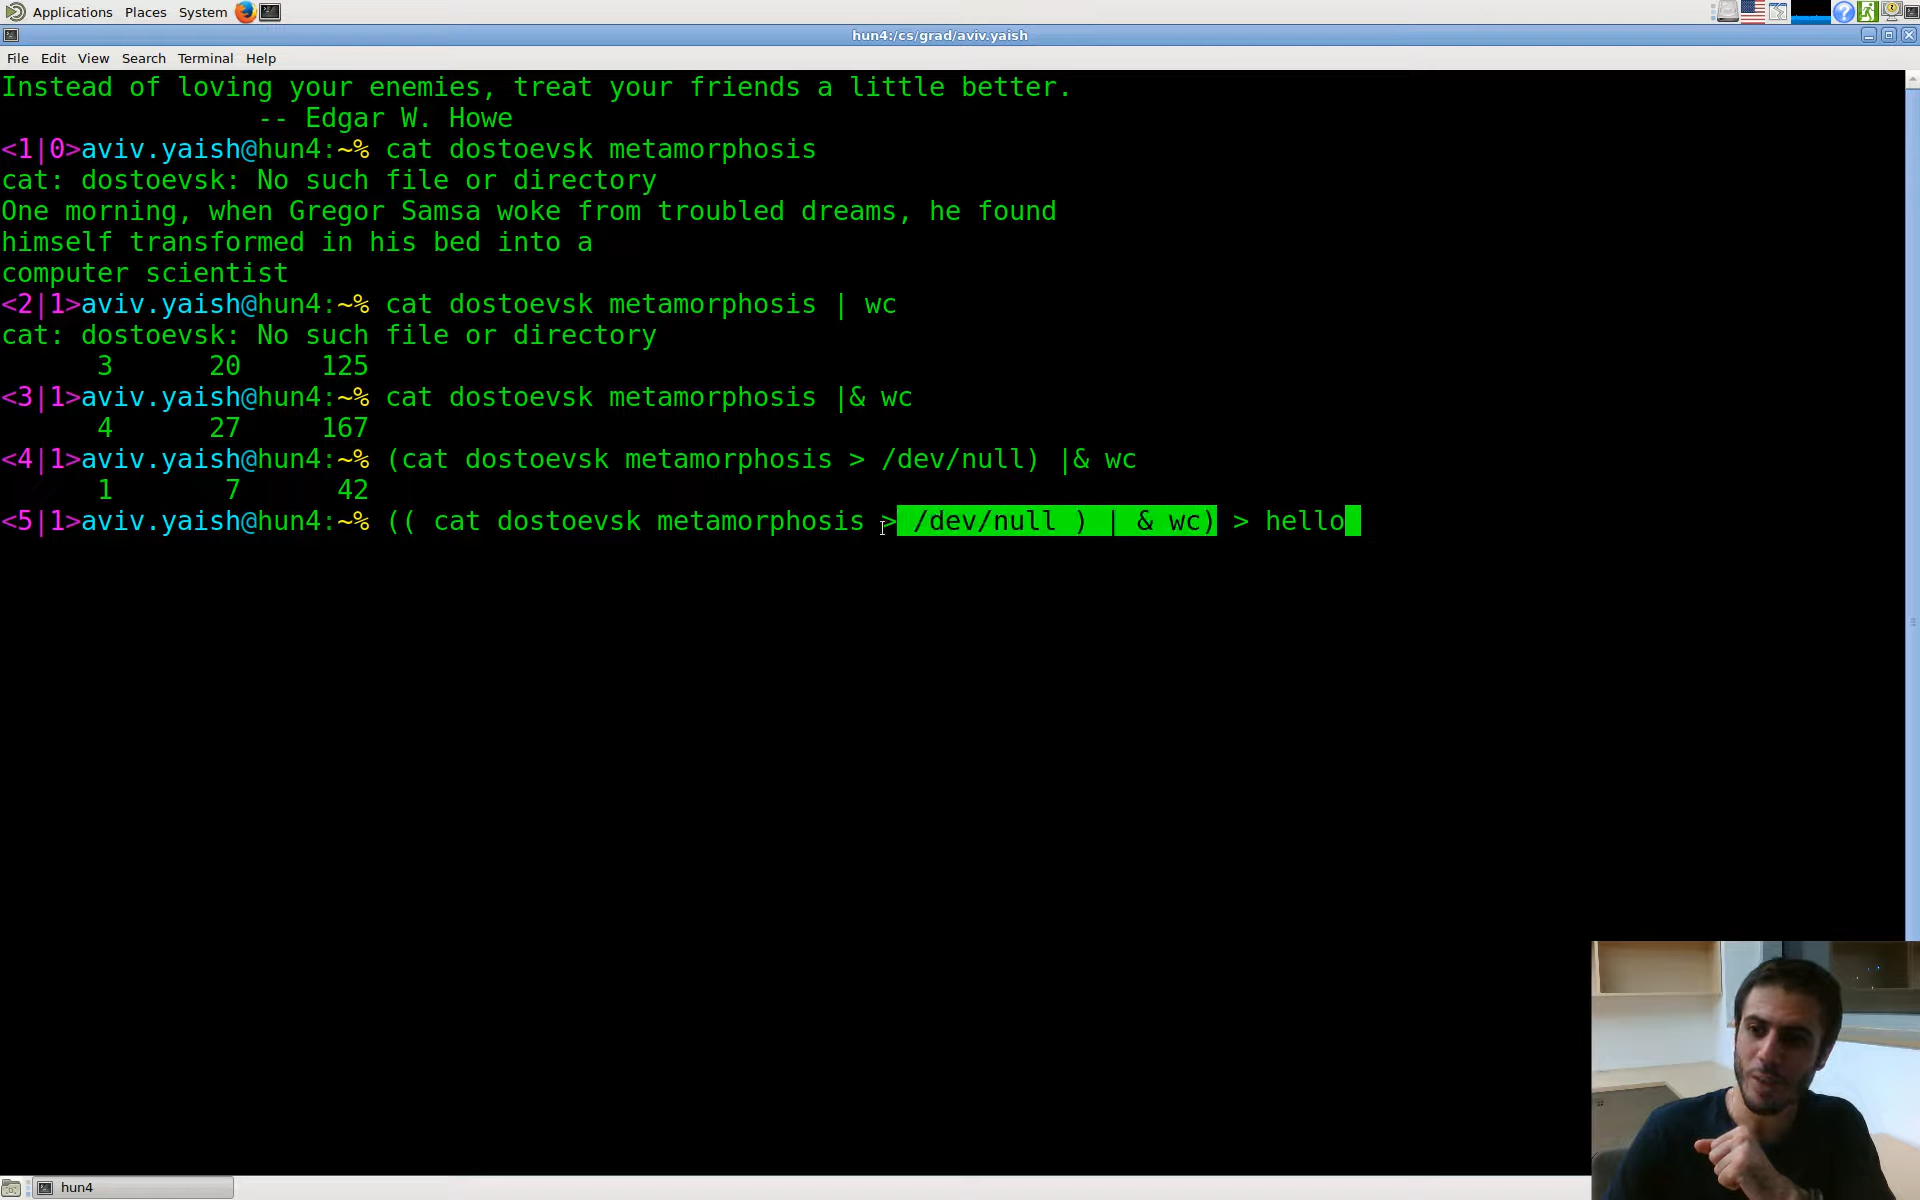 Applications Places System
hun4:/cs/grad/aviv.yaish
File Edit View Search Terminal Help
Instead of loving your enemies, treat your friends a little better.
-- Edgar W. Howe
<1|0>aviv.yaish@hun4:~% cat dostoevsk metamorphosis
cat: dostoevsk: No such file or directory
One morning, when Gregor Samsa woke from troubled dreams, he found
himself transformed in his bed into a
computer scientist
<2|1>aviv.yaish@hun4:~% cat dostoevsk metamorphosis | wc
cat: dostoevsk: No such file or directory
3 20 125
<3|1>aviv.yaish@hun4:~% cat dostoevsk metamorphosis |& wc
4 27 167
<4|1>aviv.yaish@hun4:~% (cat dostoevsk metamorphosis > /dev/null) |& wc
1 7 42
<5|1>aviv.yaish@hun4:~% (( cat dostoevsk metamorphosis > /dev/null ) | & wc) > hello
hun4